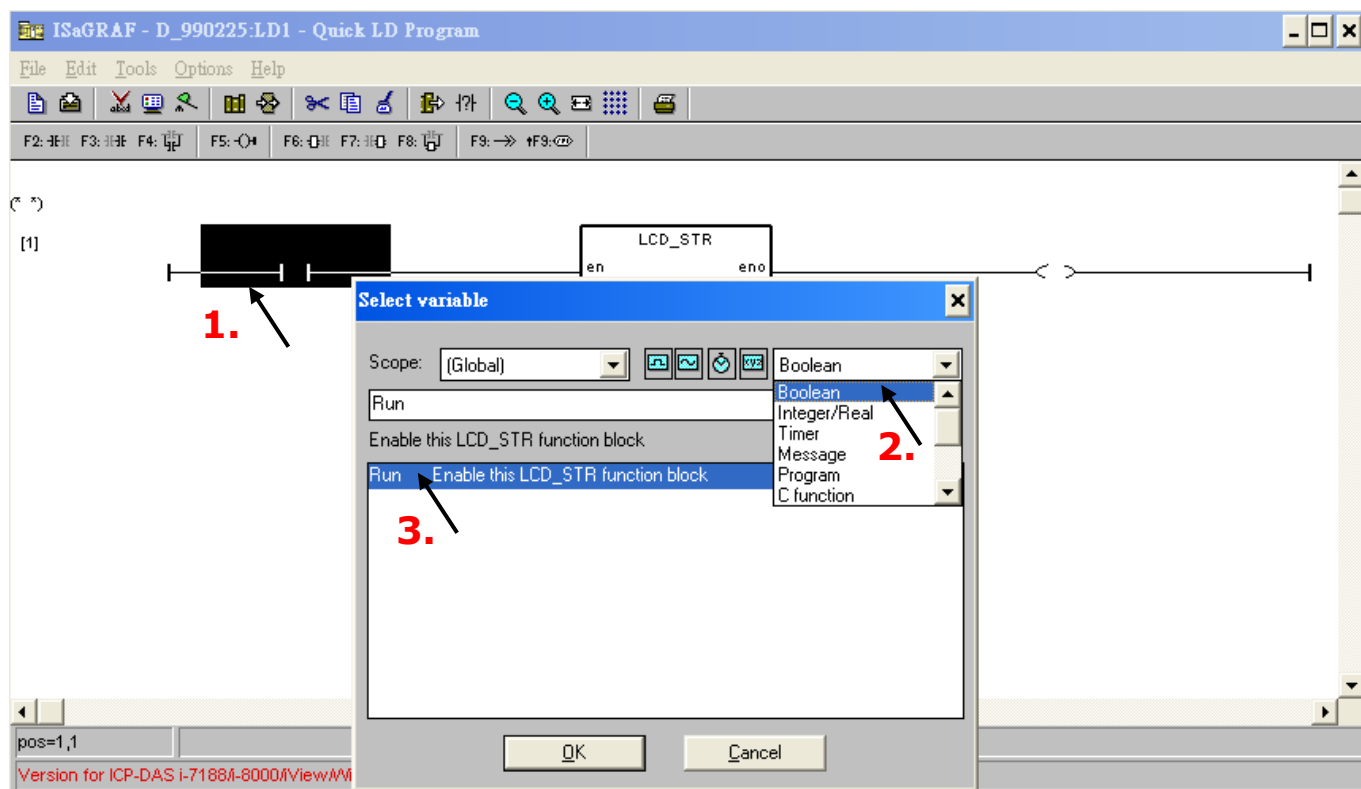 ISaGRAF - D_990225:LD1 - Quick LD Program
File Edit Tools Options Help
F2: F3: F4: F5: F6: F7: F8: F9: F9:
(* *)
[1]
LCD_STR
en eno
1.
Select variable
Scope: (Global) xyz Boolean
Boolean
Run
Integer/Real
Enable this LCD_STR function block
Timer
2.
Message
Run Enable this LCD_STR function block
Program
C function
3.
pos=1,1
OK Cancel
Version for ICP-DAS i-7188/i-8000/iView/Wi